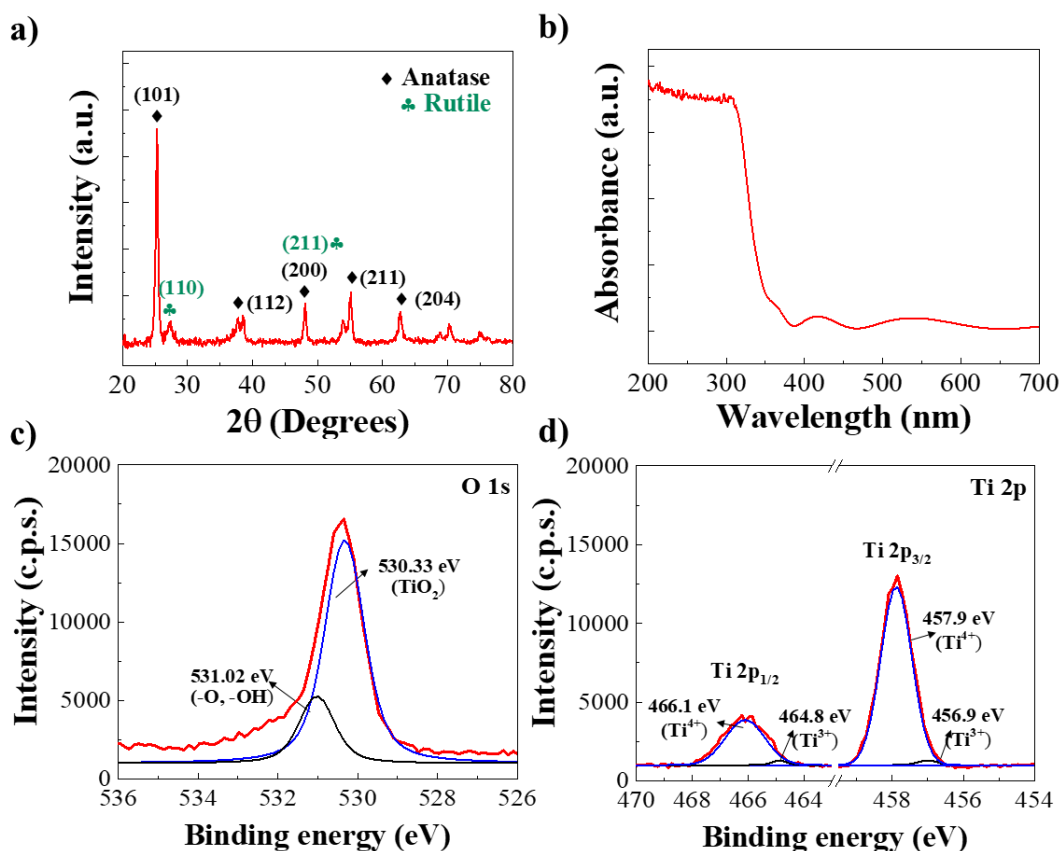 a)
♦ Anatase
♣ Rutile
(101)
(110)
(112)
(211)
(200)
(211)
(204)
Intensity (a.u.)
20 30 40 50 60 70 80
2θ (Degrees)
b)
Absorbance (a.u.)
200 300 400 500 600 700
Wavelength (nm)
c)
O 1s
20000
15000
10000
5000
0
Intensity (c.p.s.)
530.33 eV
(TiO₂)
531.02 eV
(-O, -OH)
536 534 532 530 528 526
Binding energy (eV)
d)
Ti 2p
20000
15000
10000
5000
0
Intensity (c.p.s.)
Ti 2p₃/₂
457.9 eV
(Ti⁴⁺)
Ti 2p₁/₂
466.1 eV
(Ti⁴⁺)
464.8 eV
(Ti³⁺)
456.9 eV
(Ti³⁺)
470 468 466 464 458 456 454
Binding energy (eV)